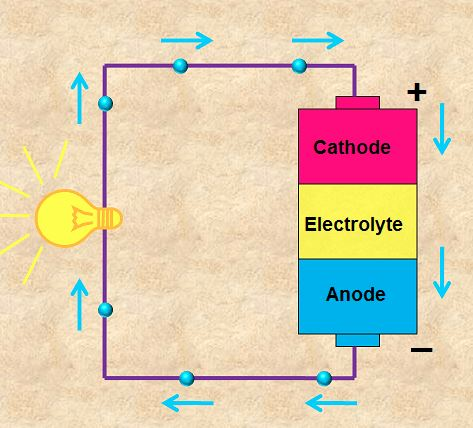 +
Cathode
Electrolyte
Anode
–